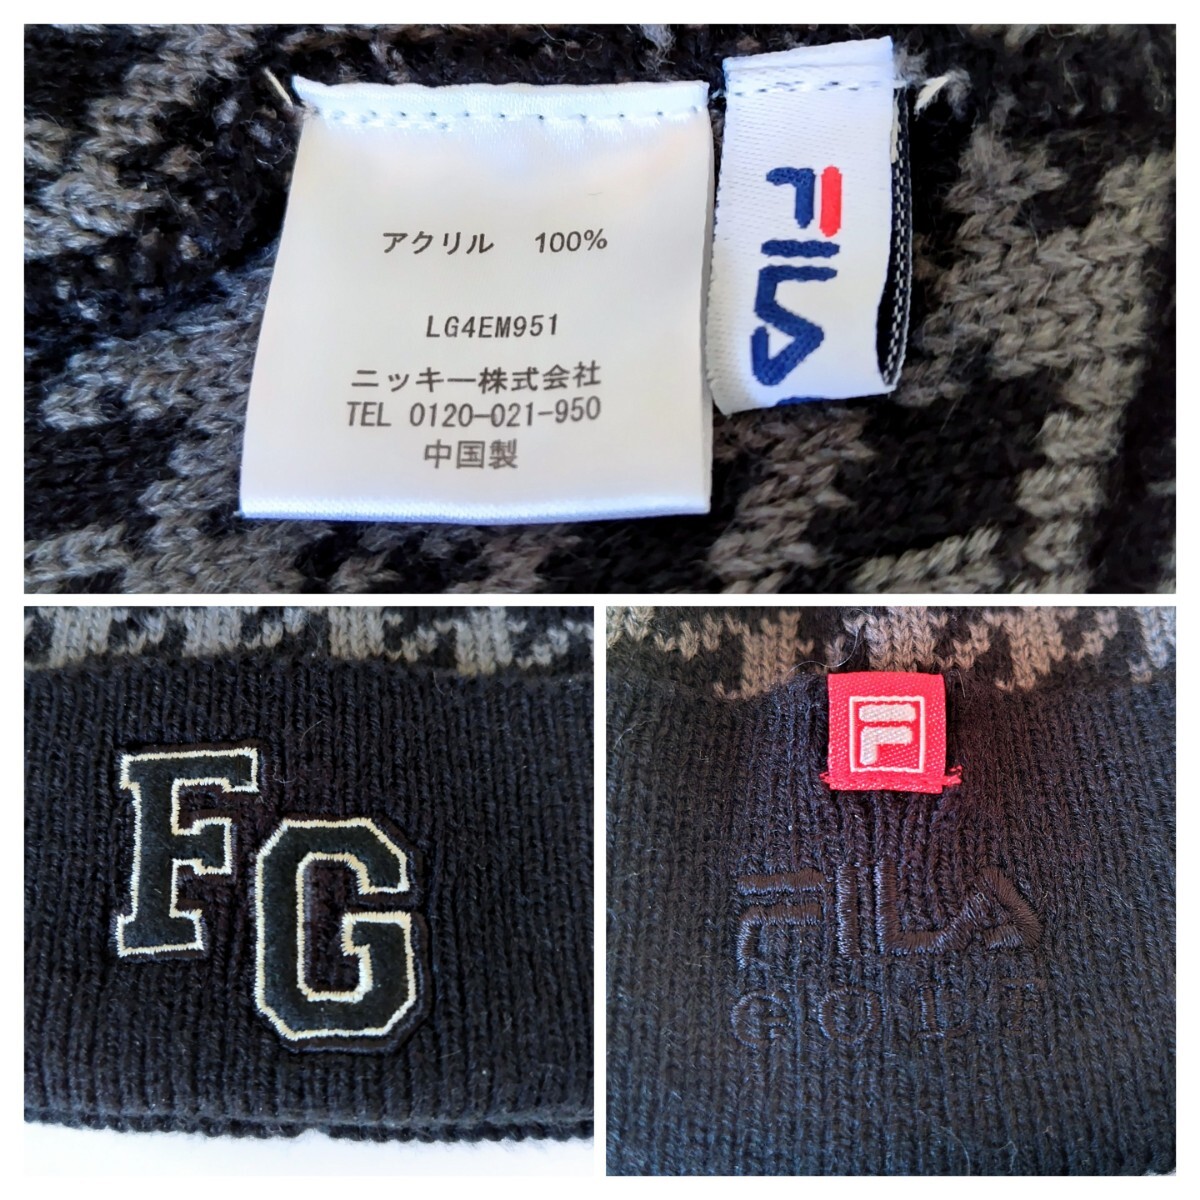 アクリル 100%
LG4EM951
ニッキー株式会社
TEL 0120-021-950
中国製
FILA
FG
F
FILA
GOLF